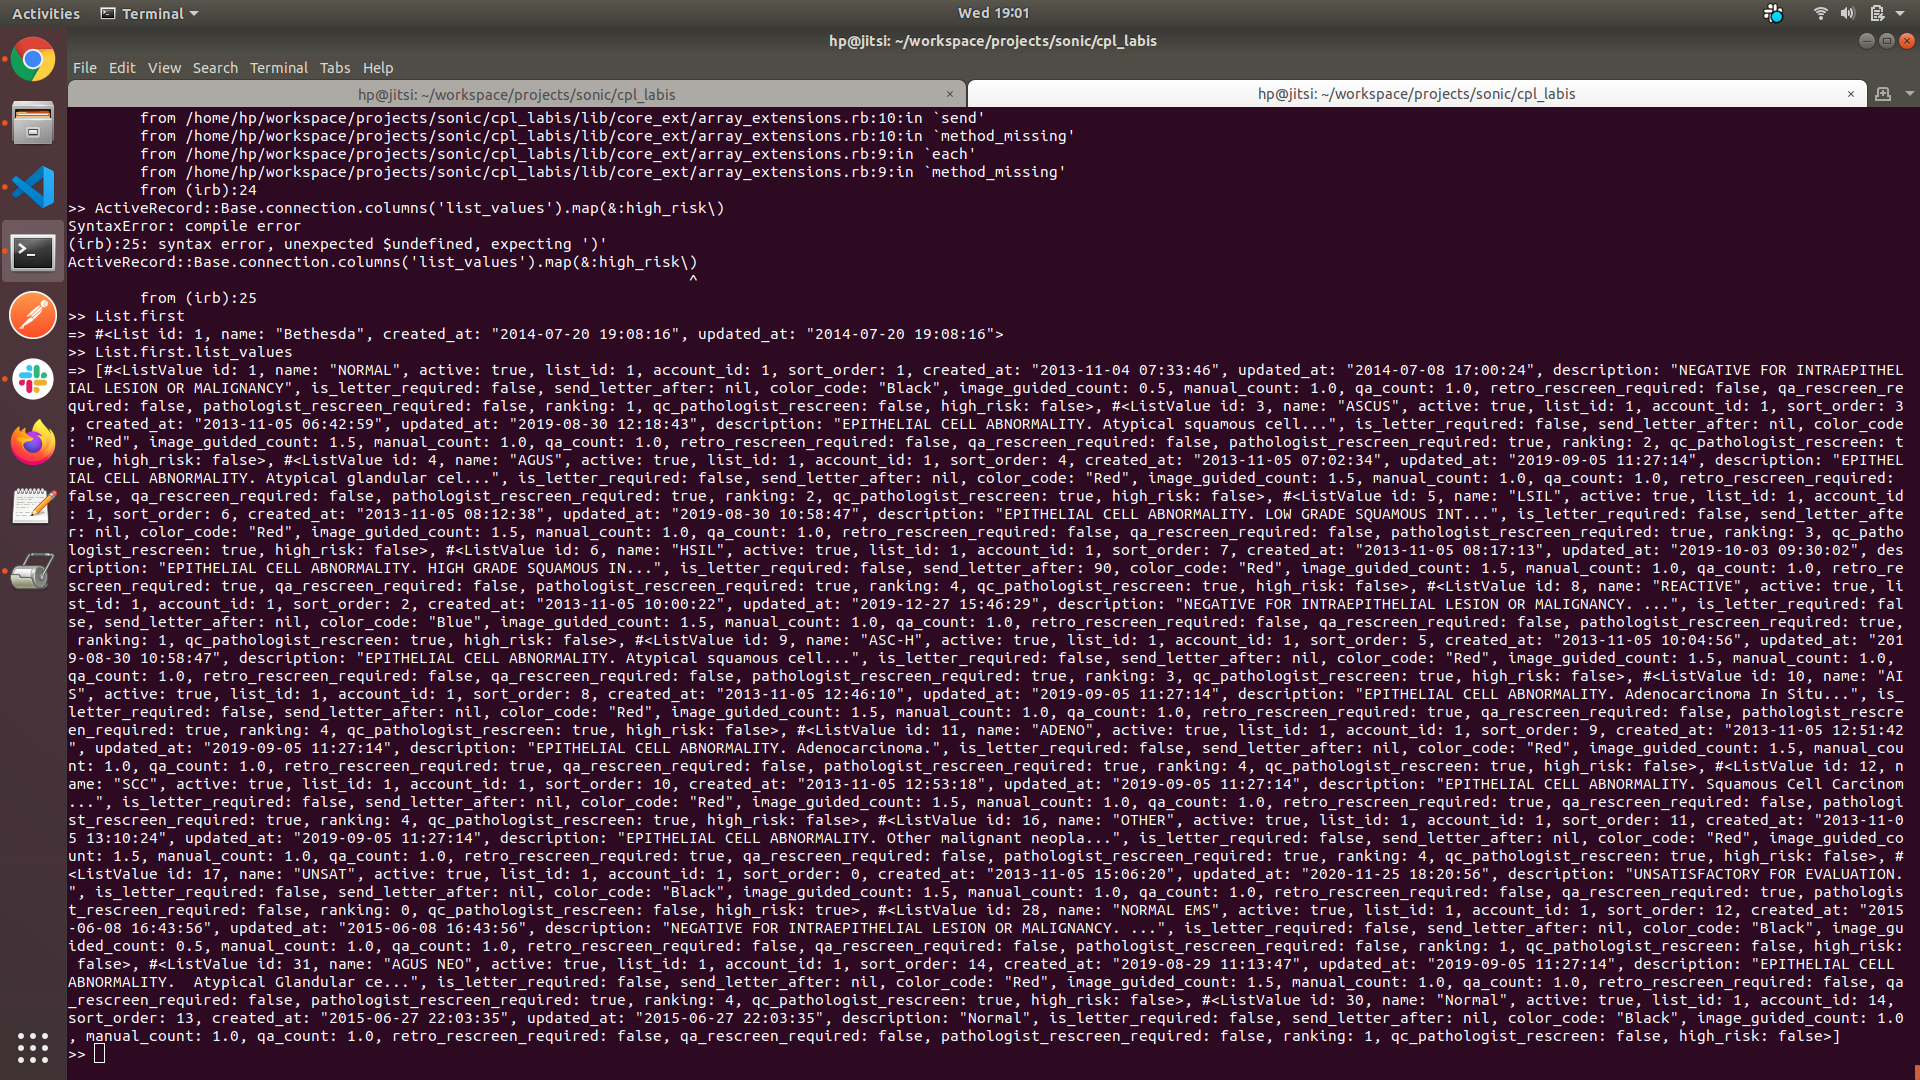 Activities
Terminal
Wed 19:01
hp@jitsi: ~/workspace/projects/sonic/cpl_labis
File Edit View Search Terminal Tabs Help
hp@jitsi: ~/workspace/projects/sonic/cpl_labis ×
hp@jitsi: ~/workspace/projects/sonic/cpl_labis ×
from /home/hp/workspace/projects/sonic/cpl_labis/lib/core_ext/array_extensions.rb:10:in `send'
from /home/hp/workspace/projects/sonic/cpl_labis/lib/core_ext/array_extensions.rb:10:in `method_missing'
from /home/hp/workspace/projects/sonic/cpl_labis/lib/core_ext/array_extensions.rb:9:in `each'
from /home/hp/workspace/projects/sonic/cpl_labis/lib/core_ext/array_extensions.rb:9:in `method_missing'
from (irb):24
>> ActiveRecord::Base.connection.columns('list_values').map(&:high_risk\)
SyntaxError: compile error
(irb):25: syntax error, unexpected $undefined, expecting ')'
ActiveRecord::Base.connection.columns('list_values').map(&:high_risk\)
^
from (irb):25
>> List.first
=> #<List id: 1, name: "Bethesda", created_at: "2014-07-20 19:08:16", updated_at: "2014-07-20 19:08:16">
>> List.first.list_values
=> [#<ListValue id: 1, name: "NORMAL", active: true, list_id: 1, account_id: 1, sort_order: 1, created_at: "2013-11-04 07:33:46", updated_at: "2014-07-08 17:00:24", description: "NEGATIVE FOR INTRAEPITHEL
IAL LESION OR MALIGNANCY", is_letter_required: false, send_letter_after: nil, color_code: "Black", image_guided_count: 0.5, manual_count: 1.0, qa_count: 1.0, retro_rescreen_required: false, qa_rescreen_re
quired: false, pathologist_rescreen_required: false, ranking: 1, qc_pathologist_rescreen: false, high_risk: false>, #<ListValue id: 3, name: "ASCUS", active: true, list_id: 1, account_id: 1, sort_order: 3
, created_at: "2013-11-05 06:42:59", updated_at: "2019-08-30 12:18:43", description: "EPITHELIAL CELL ABNORMALITY. Atypical squamous cell...", is_letter_required: false, send_letter_after: nil, color_code
: "Red", image_guided_count: 1.5, manual_count: 1.0, qa_count: 1.0, retro_rescreen_required: false, qa_rescreen_required: false, pathologist_rescreen_required: true, ranking: 2, qc_pathologist_rescreen: t
rue, high_risk: false>, #<ListValue id: 4, name: "AGUS", active: true, list_id: 1, account_id: 1, sort_order: 4, created_at: "2013-11-05 07:02:34", updated_at: "2019-09-05 11:27:14", description: "EPITHEL
IAL CELL ABNORMALITY. Atypical glandular cel...", is_letter_required: false, send_letter_after: nil, color_code: "Red", image_guided_count: 1.5, manual_count: 1.0, qa_count: 1.0, retro_rescreen_required:
false, qa_rescreen_required: false, pathologist_rescreen_required: true, ranking: 2, qc_pathologist_rescreen: true, high_risk: false>, #<ListValue id: 5, name: "LSIL", active: true, list_id: 1, account_id
: 1, sort_order: 6, created_at: "2013-11-05 08:12:38", updated_at: "2019-08-30 10:58:47", description: "EPITHELIAL CELL ABNORMALITY. LOW GRADE SQUAMOUS INT...", is_letter_required: false, send_letter_afte
r: nil, color_code: "Red", image_guided_count: 1.5, manual_count: 1.0, qa_count: 1.0, retro_rescreen_required: false, qa_rescreen_required: false, pathologist_rescreen_required: true, ranking: 3, qc_patho
logist_rescreen: true, high_risk: false>, #<ListValue id: 6, name: "HSIL", active: true, list_id: 1, account_id: 1, sort_order: 7, created_at: "2013-11-05 08:17:13", updated_at: "2019-10-03 09:30:02", des
cription: "EPITHELIAL CELL ABNORMALITY. HIGH GRADE SQUAMOUS IN...", is_letter_required: false, send_letter_after: 90, color_code: "Red", image_guided_count: 1.5, manual_count: 1.0, qa_count: 1.0, retro_re
screen_required: true, qa_rescreen_required: false, pathologist_rescreen_required: true, ranking: 4, qc_pathologist_rescreen: true, high_risk: false>, #<ListValue id: 8, name: "REACTIVE", active: true, li
st_id: 1, account_id: 1, sort_order: 2, created_at: "2013-11-05 10:00:22", updated_at: "2019-12-27 15:46:29", description: "NEGATIVE FOR INTRAEPITHELIAL LESION OR MALIGNANCY. ...", is_letter_required: fal
se, send_letter_after: nil, color_code: "Blue", image_guided_count: 1.5, manual_count: 1.0, qa_count: 1.0, retro_rescreen_required: false, qa_rescreen_required: false, pathologist_rescreen_required: true,
ranking: 1, qc_pathologist_rescreen: true, high_risk: false>, #<ListValue id: 9, name: "ASC-H", active: true, list_id: 1, account_id: 1, sort_order: 5, created_at: "2013-11-05 10:04:56", updated_at: "201
9-08-30 10:58:47", description: "EPITHELIAL CELL ABNORMALITY. Atypical squamous cell...", is_letter_required: false, send_letter_after: nil, color_code: "Red", image_guided_count: 1.5, manual_count: 1.0,
qa_count: 1.0, retro_rescreen_required: false, qa_rescreen_required: false, pathologist_rescreen_required: true, ranking: 3, qc_pathologist_rescreen: true, high_risk: false>, #<ListValue id: 10, name: "AI
S", active: true, list_id: 1, account_id: 1, sort_order: 8, created_at: "2013-11-05 12:46:10", updated_at: "2019-09-05 11:27:14", description: "EPITHELIAL CELL ABNORMALITY. Adenocarcinoma In Situ...", is_
letter_required: false, send_letter_after: nil, color_code: "Red", image_guided_count: 1.5, manual_count: 1.0, qa_count: 1.0, retro_rescreen_required: true, qa_rescreen_required: false, pathologist_rescre
en_required: true, ranking: 4, qc_pathologist_rescreen: true, high_risk: false>, #<ListValue id: 11, name: "ADENO", active: true, list_id: 1, account_id: 1, sort_order: 9, created_at: "2013-11-05 12:51:42
", updated_at: "2019-09-05 11:27:14", description: "EPITHELIAL CELL ABNORMALITY. Adenocarcinoma.", is_letter_required: false, send_letter_after: nil, color_code: "Red", image_guided_count: 1.5, manual_cou
nt: 1.0, qa_count: 1.0, retro_rescreen_required: true, qa_rescreen_required: false, pathologist_rescreen_required: true, ranking: 4, qc_pathologist_rescreen: true, high_risk: false>, #<ListValue id: 12, n
ame: "SCC", active: true, list_id: 1, account_id: 1, sort_order: 10, created_at: "2013-11-05 12:53:18", updated_at: "2019-09-05 11:27:14", description: "EPITHELIAL CELL ABNORMALITY. Squamous Cell Carcinom
...", is_letter_required: false, send_letter_after: nil, color_code: "Red", image_guided_count: 1.5, manual_count: 1.0, qa_count: 1.0, retro_rescreen_required: true, qa_rescreen_required: false, pathologi
st_rescreen_required: true, ranking: 4, qc_pathologist_rescreen: true, high_risk: false>, #<ListValue id: 16, name: "OTHER", active: true, list_id: 1, account_id: 1, sort_order: 11, created_at: "2013-11-0
5 13:10:24", updated_at: "2019-09-05 11:27:14", description: "EPITHELIAL CELL ABNORMALITY. Other malignant neopla...", is_letter_required: false, send_letter_after: nil, color_code: "Red", image_guided_co
unt: 1.5, manual_count: 1.0, qa_count: 1.0, retro_rescreen_required: true, qa_rescreen_required: false, pathologist_rescreen_required: true, ranking: 4, qc_pathologist_rescreen: true, high_risk: false>, #
<ListValue id: 17, name: "UNSAT", active: true, list_id: 1, account_id: 1, sort_order: 0, created_at: "2013-11-05 15:06:20", updated_at: "2020-11-25 18:20:56", description: "UNSATISFACTORY FOR EVALUATION.
", is_letter_required: false, send_letter_after: nil, color_code: "Black", image_guided_count: 1.5, manual_count: 1.0, qa_count: 1.0, retro_rescreen_required: false, qa_rescreen_required: true, pathologis
t_rescreen_required: false, ranking: 0, qc_pathologist_rescreen: false, high_risk: true>, #<ListValue id: 28, name: "NORMAL EMS", active: true, list_id: 1, account_id: 1, sort_order: 12, created_at: "2015
-06-08 16:43:56", updated_at: "2015-06-08 16:43:56", description: "NEGATIVE FOR INTRAEPITHELIAL LESION OR MALIGNANCY. ...", is_letter_required: false, send_letter_after: nil, color_code: "Black", image_gu
ided_count: 0.5, manual_count: 1.0, qa_count: 1.0, retro_rescreen_required: false, qa_rescreen_required: false, pathologist_rescreen_required: false, ranking: 1, qc_pathologist_rescreen: false, high_risk:
false>, #<ListValue id: 31, name: "AGUS NEO", active: true, list_id: 1, account_id: 1, sort_order: 14, created_at: "2019-08-29 11:13:47", updated_at: "2019-09-05 11:27:14", description: "EPITHELIAL CELL
ABNORMALITY.  Atypical Glandular ce...", is_letter_required: false, send_letter_after: nil, color_code: "Red", image_guided_count: 1.5, manual_count: 1.0, qa_count: 1.0, retro_rescreen_required: false, qa
_rescreen_required: false, pathologist_rescreen_required: true, ranking: 4, qc_pathologist_rescreen: true, high_risk: false>, #<ListValue id: 30, name: "Normal", active: true, list_id: 1, account_id: 14,
sort_order: 13, created_at: "2015-06-27 22:03:35", updated_at: "2015-06-27 22:03:35", description: "Normal", is_letter_required: false, send_letter_after: nil, color_code: "Black", image_guided_count: 1.0
, manual_count: 1.0, qa_count: 1.0, retro_rescreen_required: false, qa_rescreen_required: false, pathologist_rescreen_required: false, ranking: 1, qc_pathologist_rescreen: false, high_risk: false>]
>>